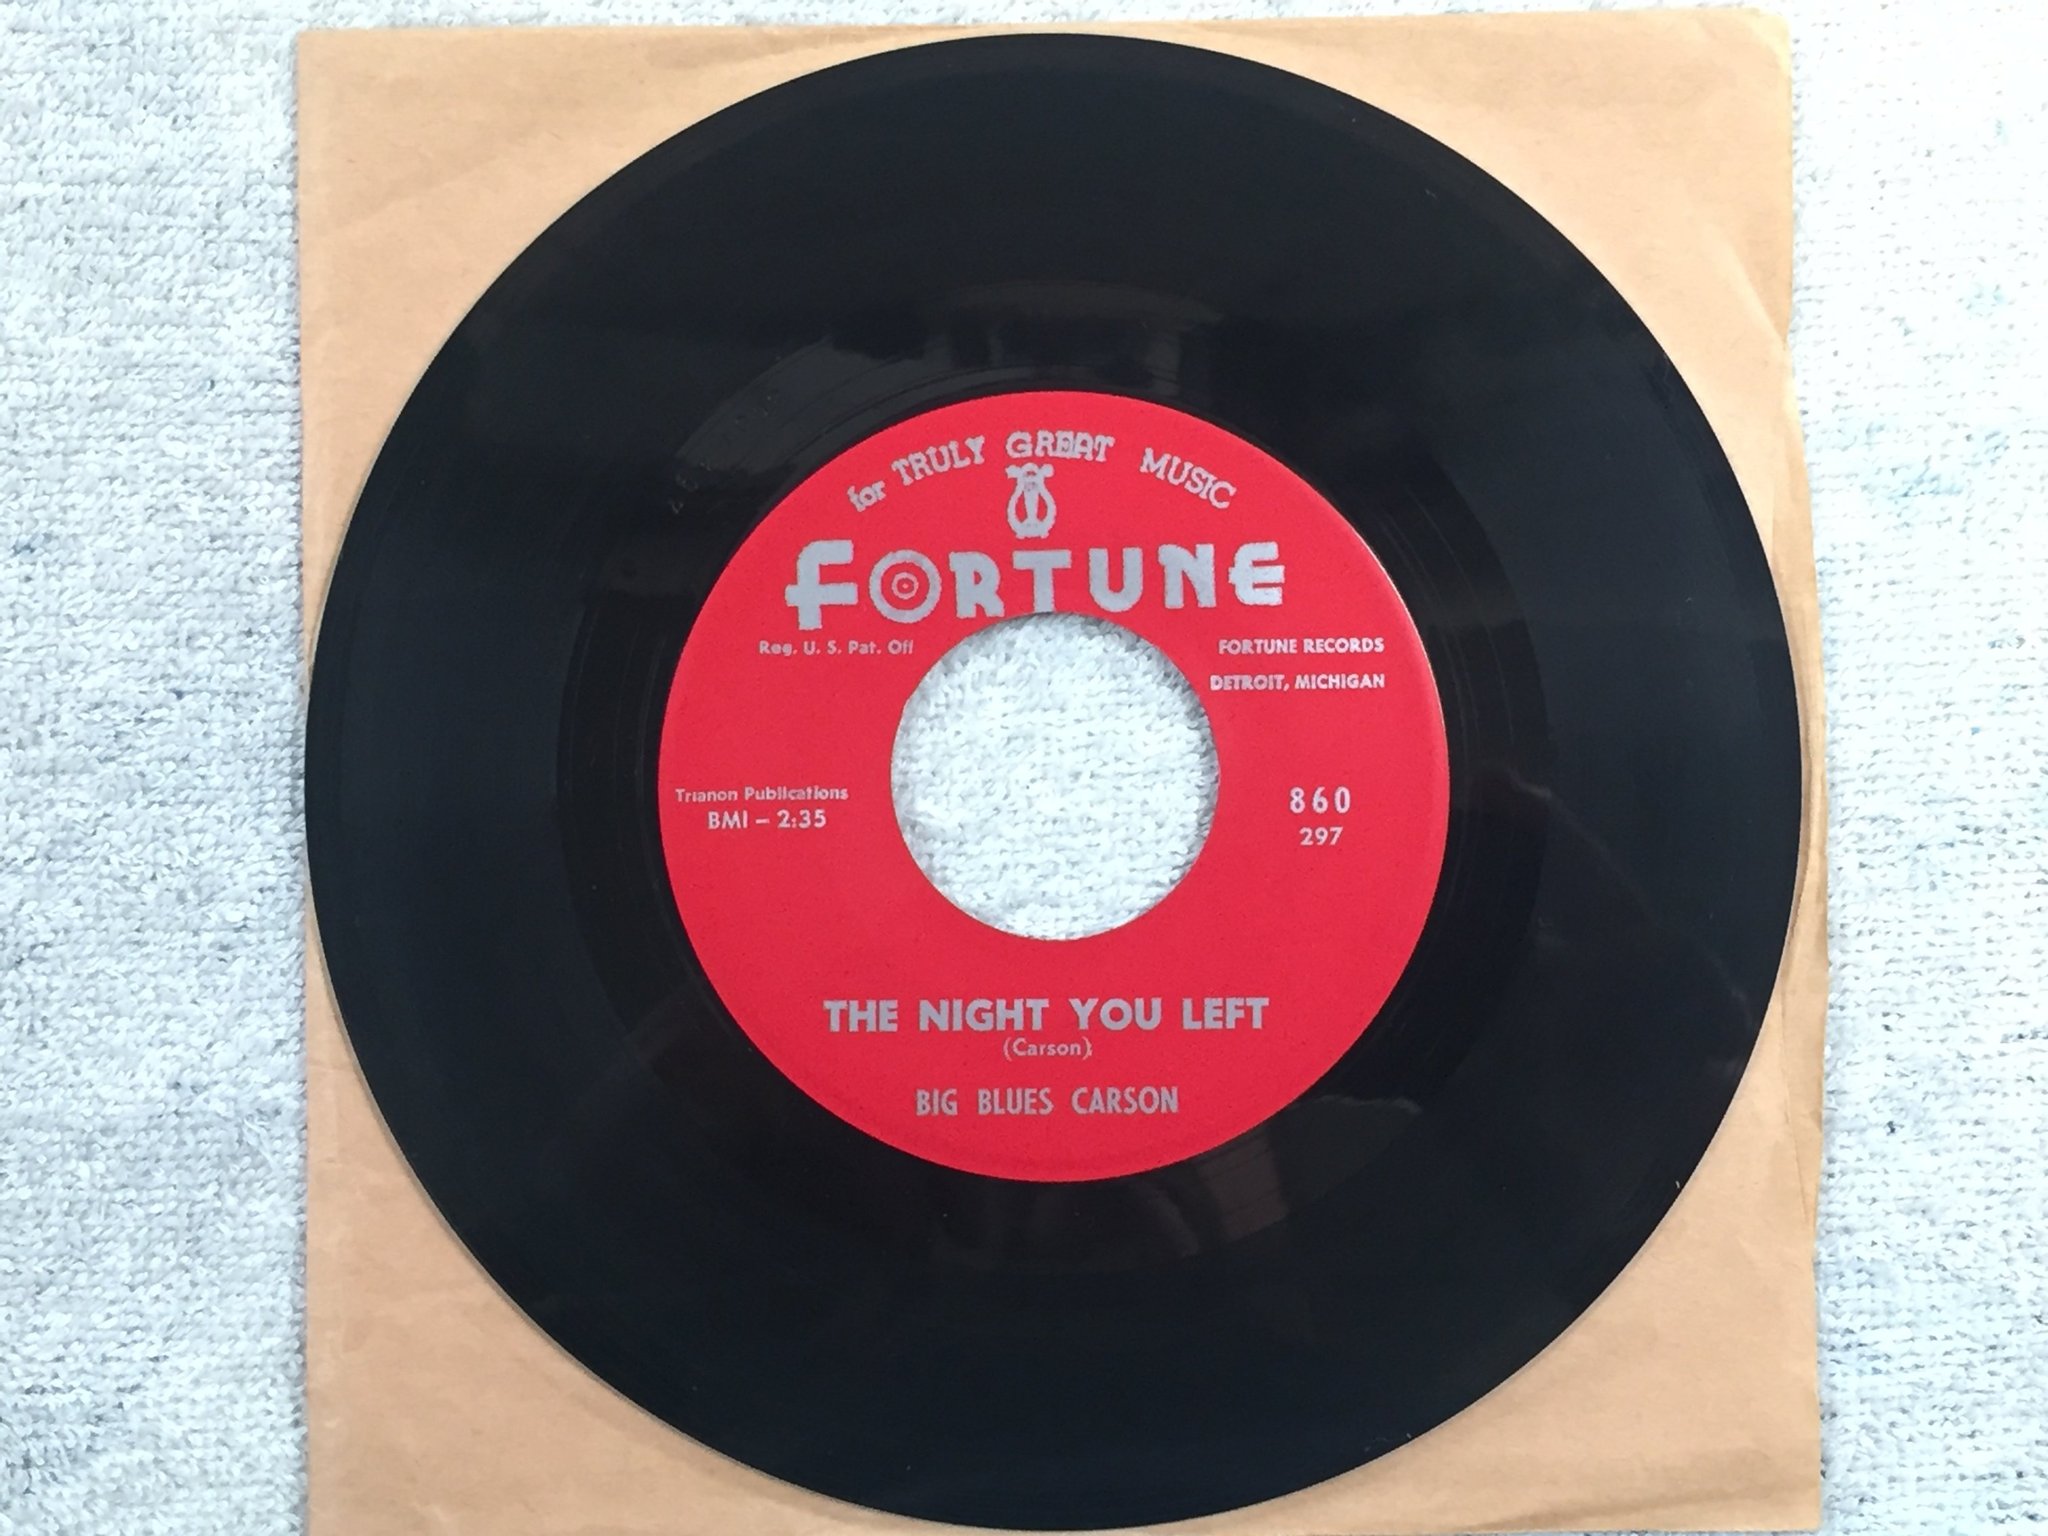 for TRULY GREAT MUSIC
FORTUNE
Reg. U. S. Pat. Off
FORTUNE RECORDS
DETROIT, MICHIGAN
Trianon Publications
BMI – 2:35
860
297
THE NIGHT YOU LEFT
(Carson)
BIG BLUES CARSON